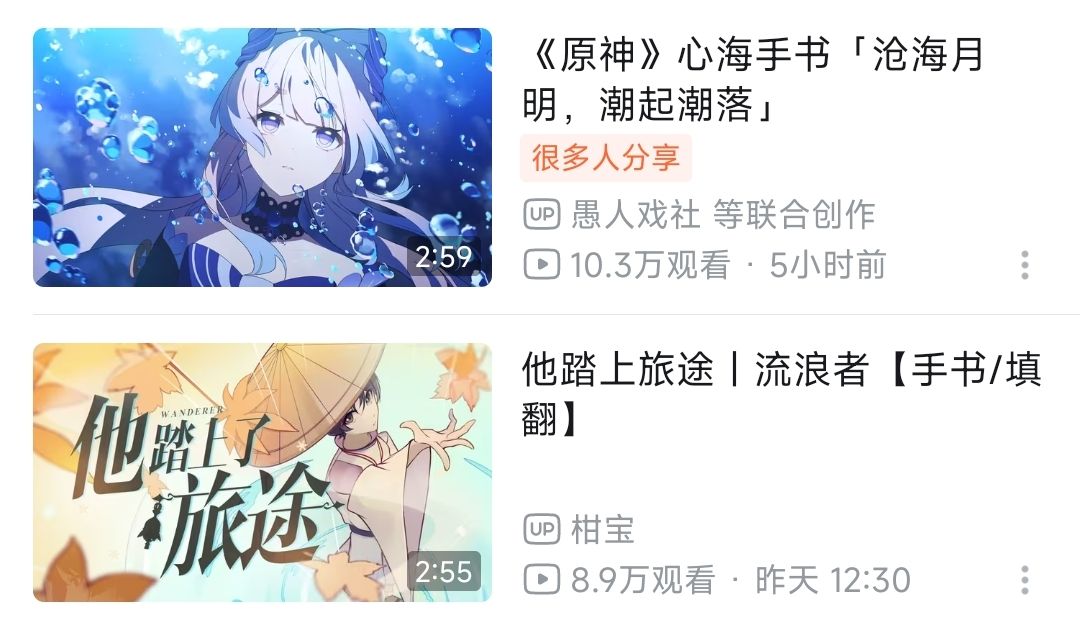 《原神》心海手书「沧海月
明，潮起潮落」
很多人分享
UP 愚人戏社 等联合创作
2:59
10.3万观看 · 5小时前
他踏上旅途丨流浪者【手书/填
翻】
WANDERER
他踏上了
旅途
UP 柑宝
2:55
8.9万观看 · 昨天 12:30